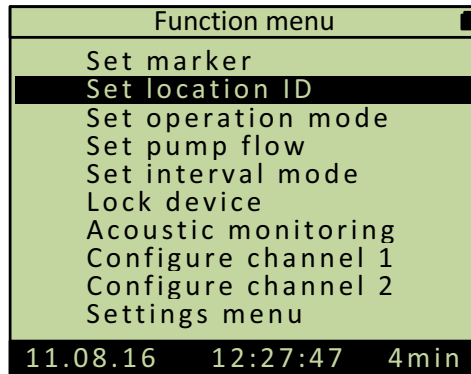 Function menu
Set marker
Set location ID
Set operation mode
Set pump flow
Set interval mode
Lock device
Acoustic monitoring
Configure channel 1
Configure channel 2
Settings menu
11.08.16 12:27:47 4min